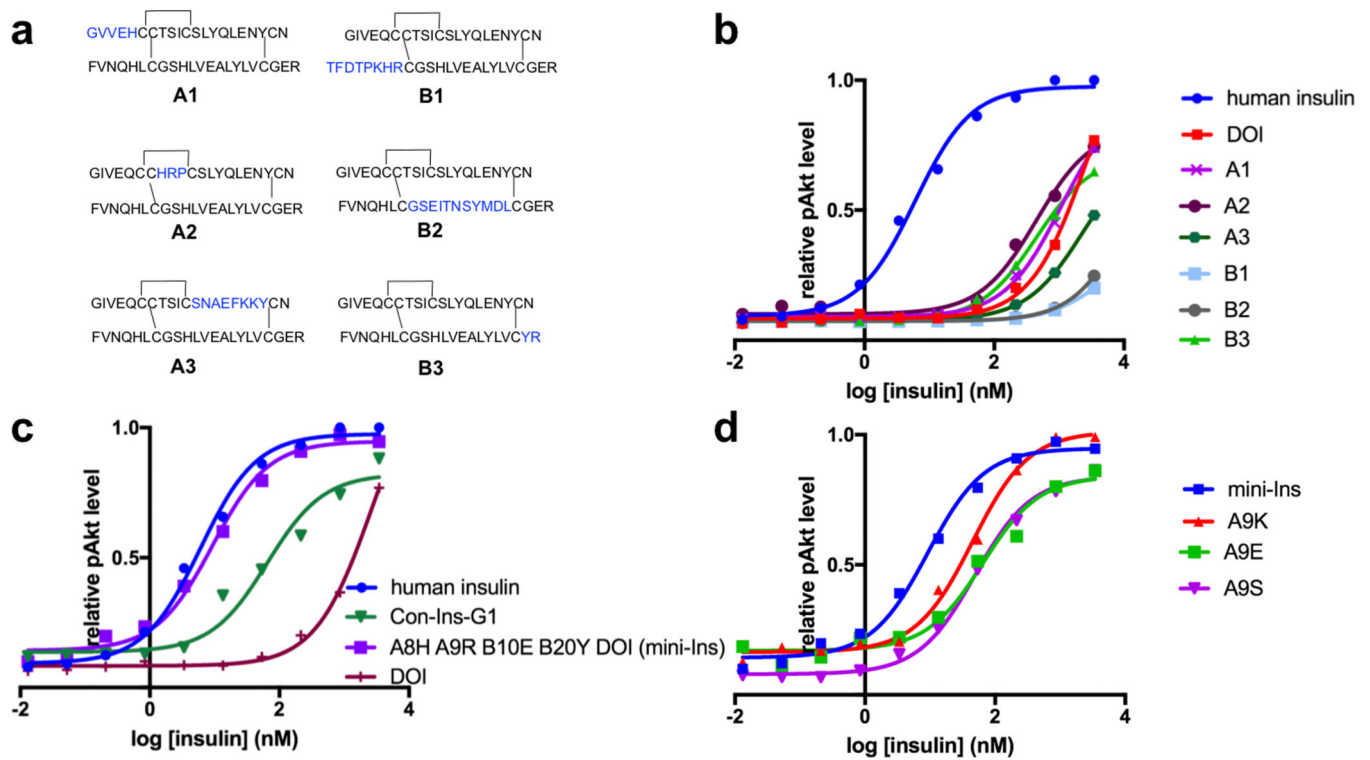 a
GVVEHCCTSICSLYQLENYCN
FVNQHLCGSHLVEALYLVCGER
A1
GIVEQCCTSICSLYQLENYCN
TFDTPKHRCGSHLVEALYLVCGER
B1
GIVEQCCHRPCSLYQLENYCN
FVNQHLCGSHLVEALYLVCGER
A2
GIVEQCCTSICSLYQLENYCN
FVNQHLCGSEITNSYMDLCGER
B2
GIVEQCCTSICSNAEFKKYCN
FVNQHLCGSHLVEALYLVCGER
A3
GIVEQCCTSICSLYQLENYCN
FVNQHLCGSHLVEALYLVCYR
B3
b
relative pAkt level
1.0
0.5
-2
0
2
4
log [insulin] (nM)
human insulin
DOI
A1
A2
A3
B1
B2
B3
c
relative pAkt level
1.0
0.5
-2
0
2
4
log [insulin] (nM)
human insulin
Con-Ins-G1
A8H A9R B10E B20Y DOI (mini-Ins)
DOI
d
relative pAkt level
1.0
0.5
-2
0
2
4
log [insulin] (nM)
mini-Ins
A9K
A9E
A9S